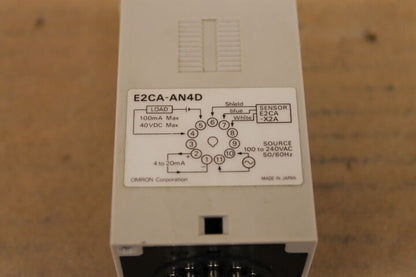 E2CA-AN4D
LOAD
100mA Max
40VDC Max
Shield
blue
White
SENSOR
E2CA
-X2A
5 6 7
4 8
3 9
2 10
1 11
4 to 20mA
SOURCE
100 to 240VAC
50/60Hz
OMRON Corporation
MADE IN JAPAN